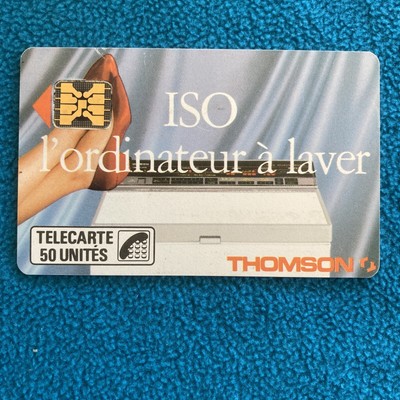 ISO
l'ordinateur à laver
TELECARTE
50 UNITÉS
THOMSON